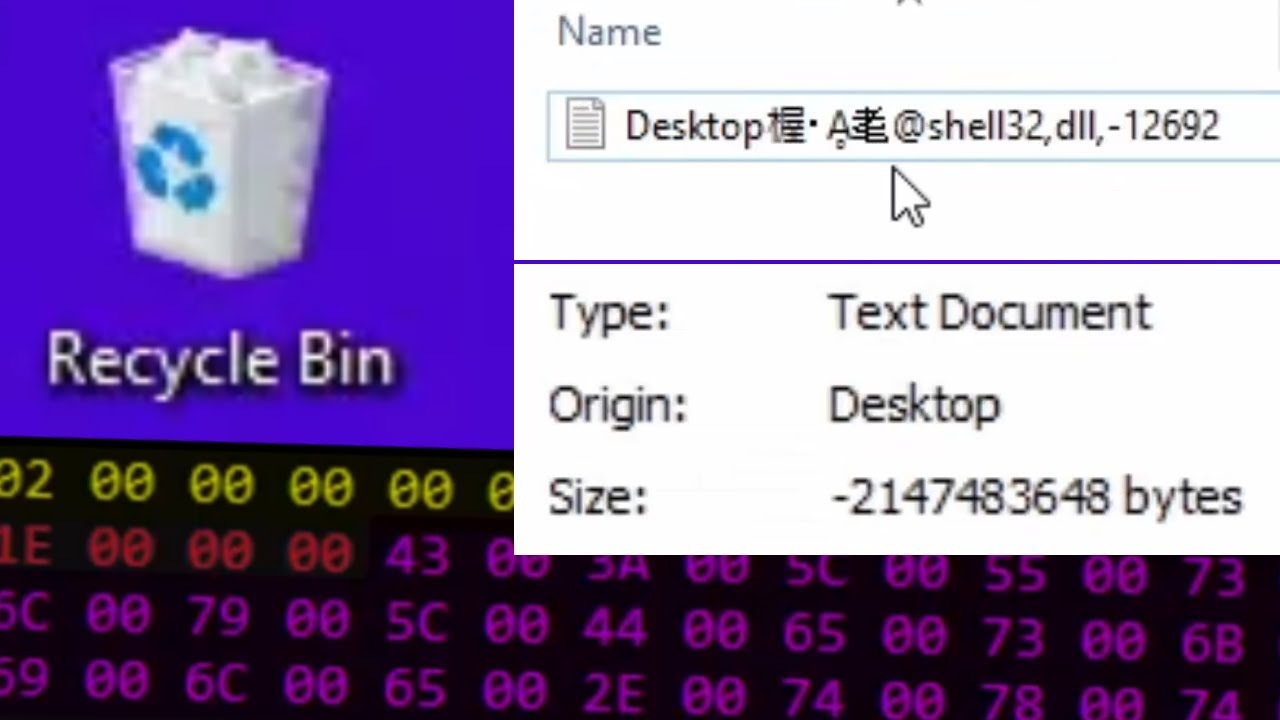 Recycle Bin
Name
Desktop楃· Ḁ耄@shell32,dll,-12692
Type: Text Document
Origin: Desktop
Size: -2147483648 bytes
02 00 00 00 00 0
1E 00 00 00 43 00 3A 00 5C 00 55 00 73
6C 00 79 00 5C 00 44 00 65 00 73 00 6B
69 00 6C 00 65 00 2E 00 74 00 78 00 74